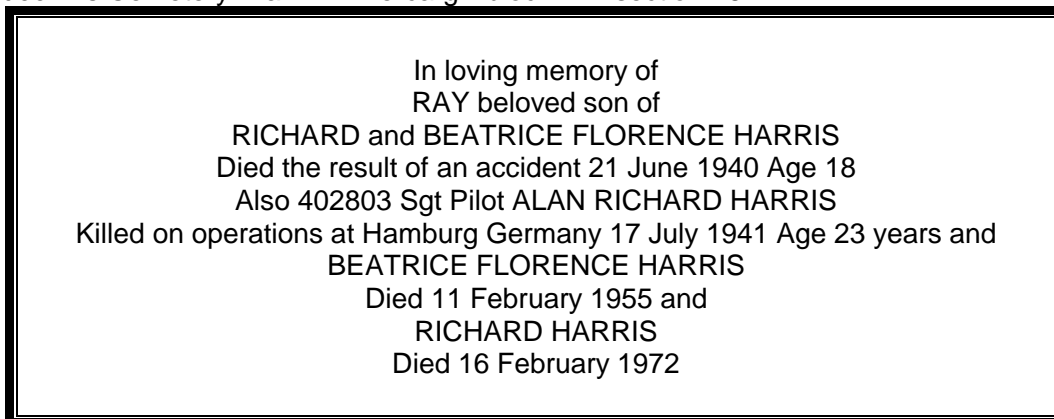 In loving memory of
RAY beloved son of
RICHARD and BEATRICE FLORENCE HARRIS
Died the result of an accident 21 June 1940 Age 18
Also 402803 Sgt Pilot ALAN RICHARD HARRIS
Killed on operations at Hamburg Germany 17 July 1941 Age 23 years and
BEATRICE FLORENCE HARRIS
Died 11 February 1955 and
RICHARD HARRIS
Died 16 February 1972